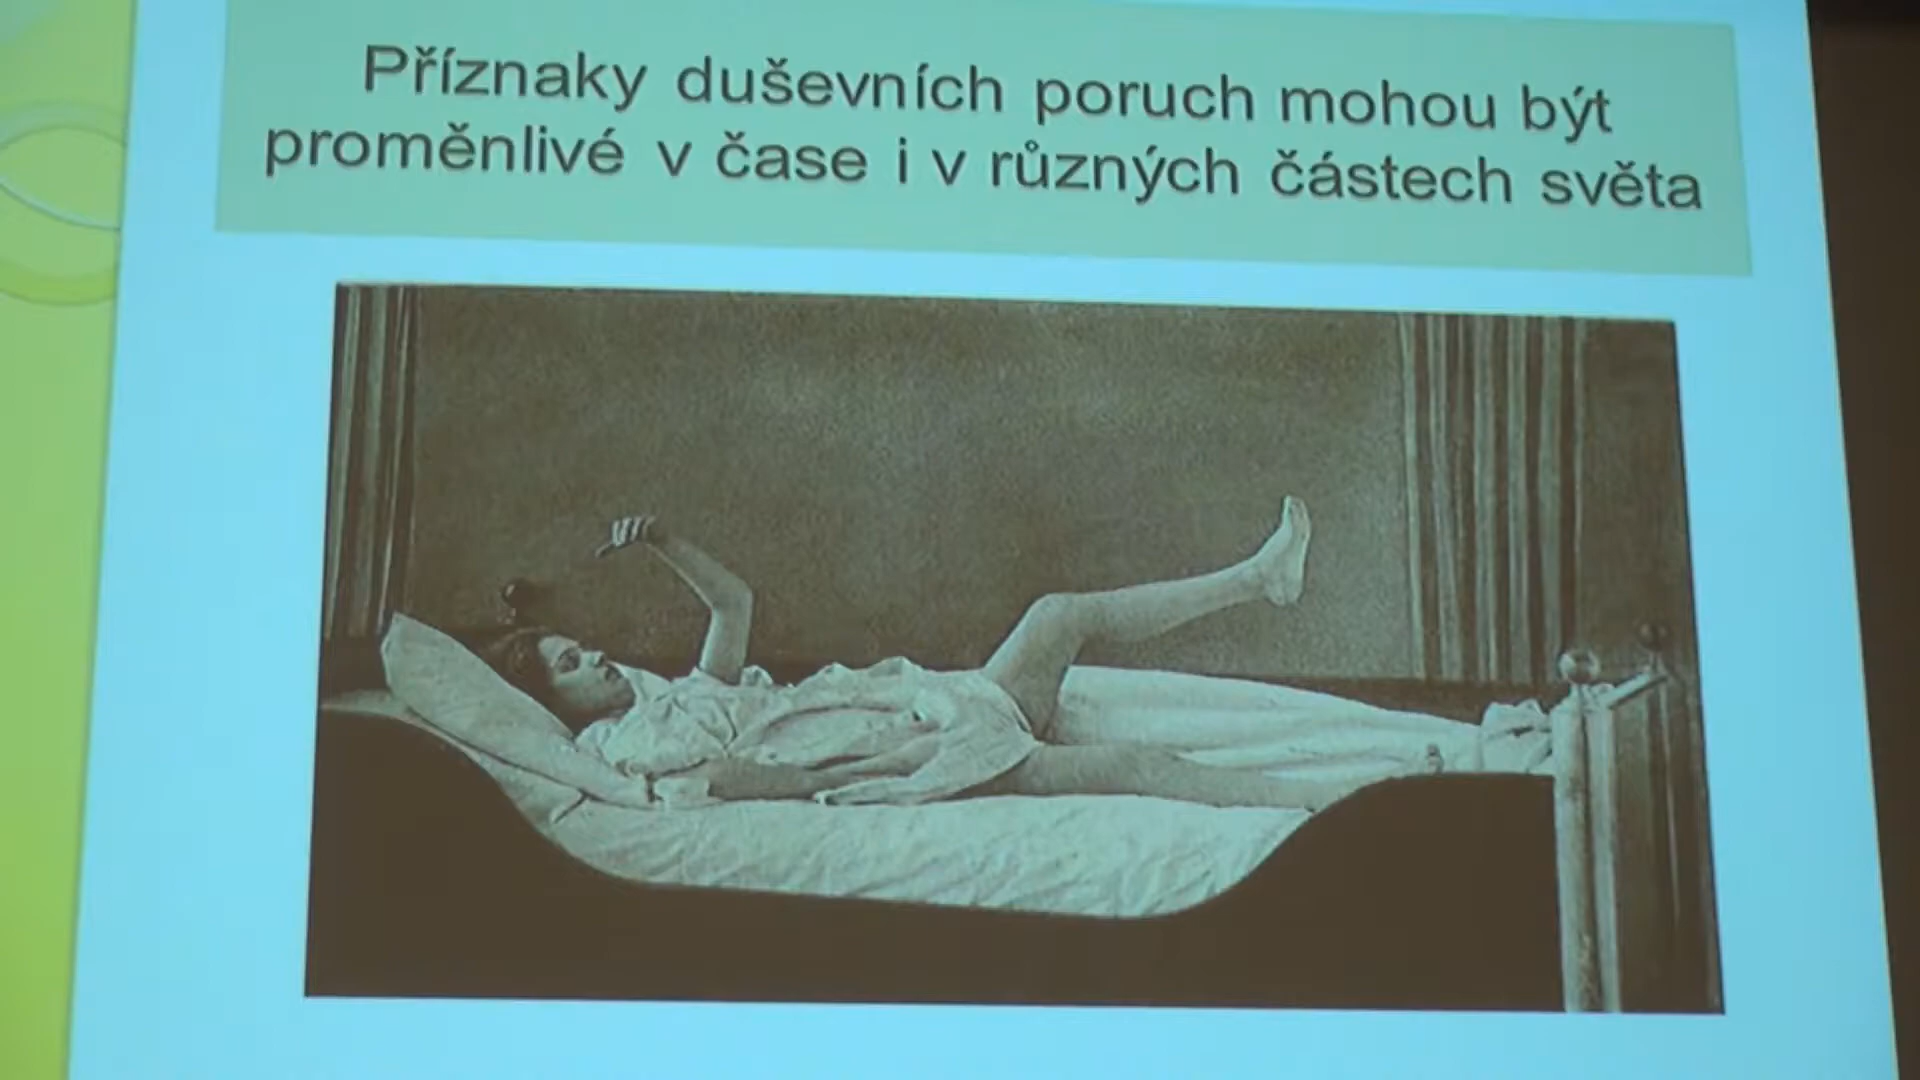 Příznaky duševních poruch mohou být
proměnlivé v čase i v různých částech světa